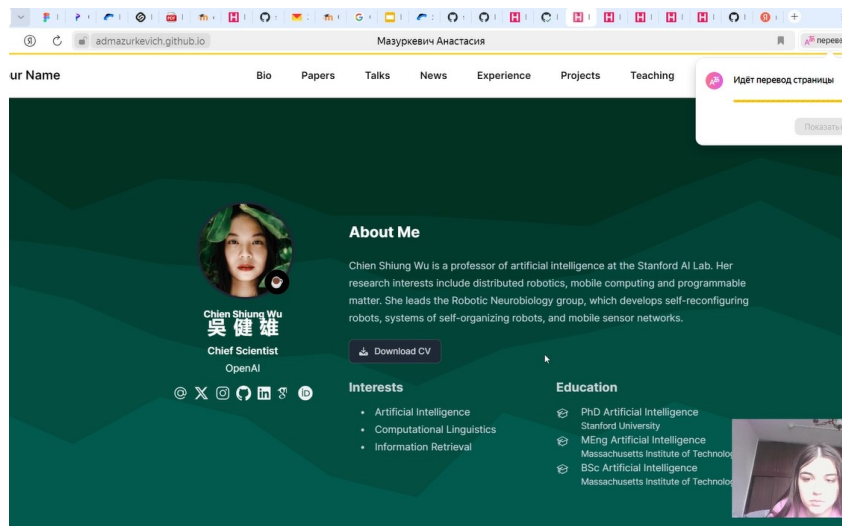 admazurkevich.github.io
Мазуркевич Анастасия
ur Name
Bio
Papers
Talks
News
Experience
Projects
Teaching
Идёт перевод страницы
About Me
Chien Shiung Wu is a professor of artificial intelligence at the Stanford AI Lab. Her
research interests include distributed robotics, mobile computing and programmable
matter. She leads the Robotic Neurobiology group, which develops self-reconfiguring
robots, systems of self-organizing robots, and mobile sensor networks.
Download CV
Chien Shiung Wu
吳健雄
Chief Scientist
OpenAI
Interests
Artificial Intelligence
Computational Linguistics
Information Retrieval
Education
PhD Artificial Intelligence
Stanford University
MEng Artificial Intelligence
Massachusetts Institute of Technolo
BSc Artificial Intelligence
Massachusetts Institute of Technolo